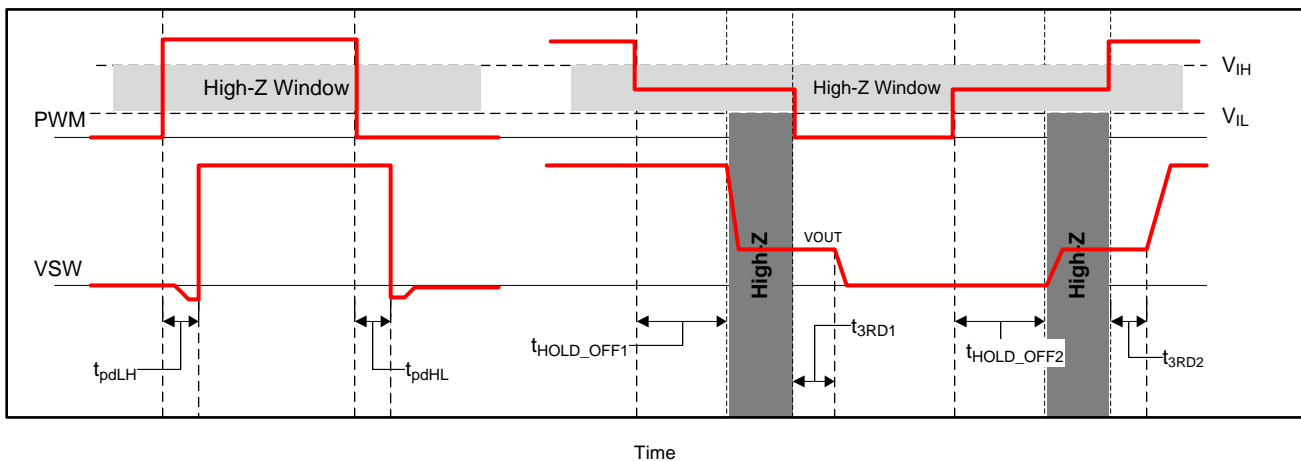 High-Z Window
High-Z Window
V_IH
V_IL
PWM
VSW
High-Z
VOUT
High-Z
t_pdLH
t_pdHL
t_HOLD_OFF1
t_3RD1
t_HOLD_OFF2
t_3RD2
Time